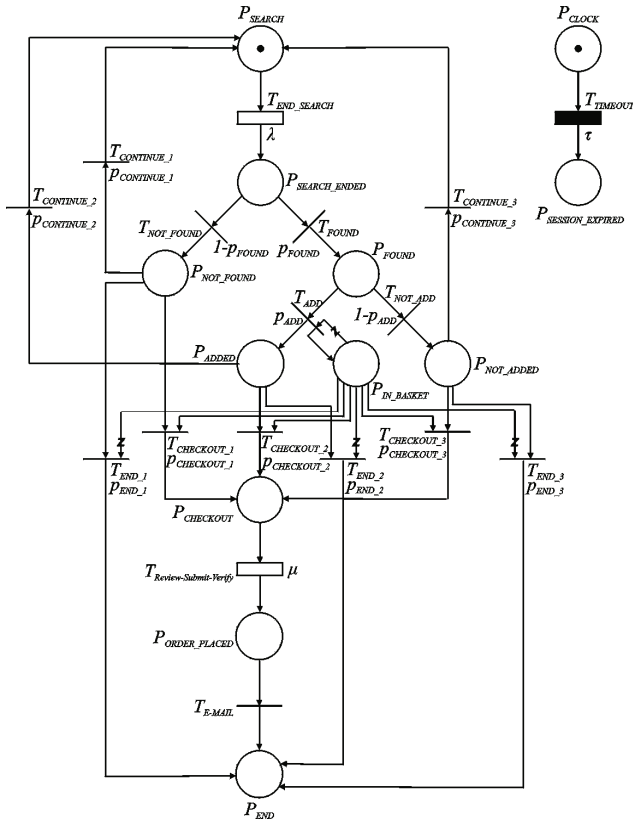 P_SEARCH
P_CLOCK
T_END_SEARCH
T_TIMEOUT
λ
τ
T_CONTINUE_1
p_CONTINUE_1
P_SEARCH_ENDED
T_CONTINUE_2
p_CONTINUE_2
T_CONTINUE_3
p_CONTINUE_3
P_SESSION_EXPIRED
T_NOT_FOUND
1-p_FOUND
T_FOUND
p_FOUND
P_NOT_FOUND
P_FOUND
T_ADD
p_ADD
T_NOT_ADD
1-p_ADD
P_ADDED
P_IN_BASKET
P_NOT_ADDED
z
z
z
T_CHECKOUT_1
p_CHECKOUT_1
T_CHECKOUT_2
p_CHECKOUT_2
T_CHECKOUT_3
p_CHECKOUT_3
T_END_1
p_END_1
T_END_2
p_END_2
T_END_3
p_END_3
P_CHECKOUT
T_Review-Submit-Verify
μ
P_ORDER_PLACED
T_E-MAIL
P_END